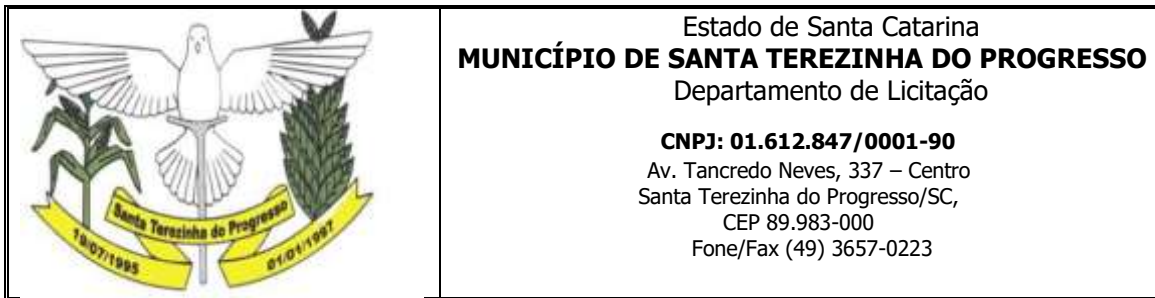 Santa Terezinha do Progresso
19/07/1995
01/01/1997
Estado de Santa Catarina
MUNICÍPIO DE SANTA TEREZINHA DO PROGRESSO
Departamento de Licitação
CNPJ: 01.612.847/0001-90
Av. Tancredo Neves, 337 – Centro
Santa Terezinha do Progresso/SC,
CEP 89.983-000
Fone/Fax (49) 3657-0223